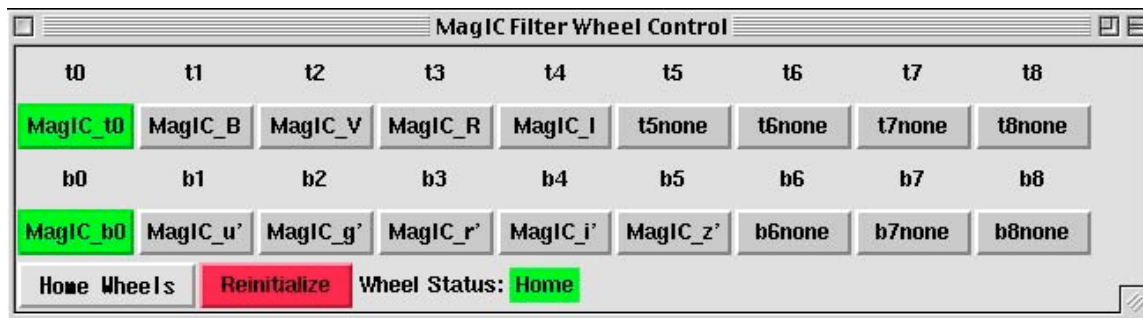 MagIC Filter Wheel Control
t0 t1 t2 t3 t4 t5 t6 t7 t8
MagIC_t0 MagIC_B MagIC_V MagIC_R MagIC_I t5none t6none t7none t8none
b0 b1 b2 b3 b4 b5 b6 b7 b8
MagIC_b0 MagIC_u' MagIC_g' MagIC_r' MagIC_i' MagIC_z' b6none b7none b8none
Home Wheels Reinitialize Wheel Status: Home